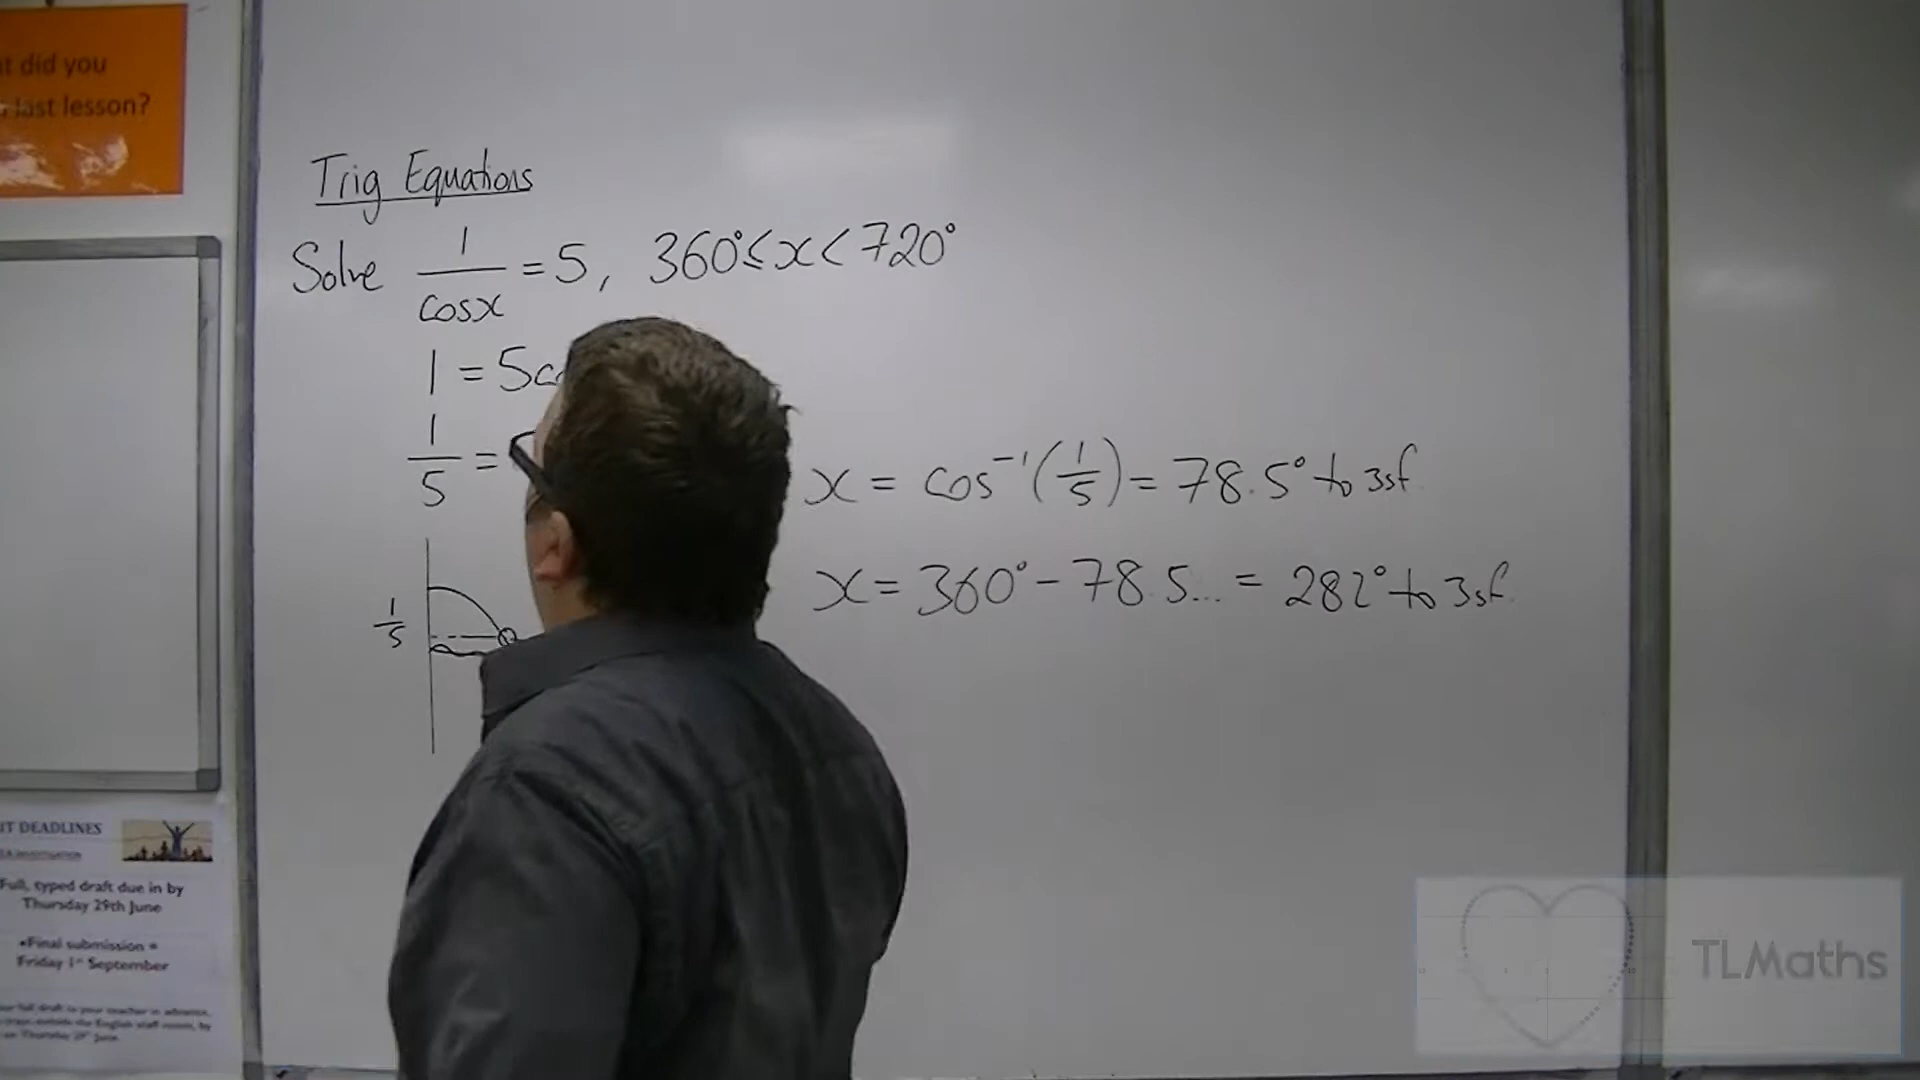 t did you
last lesson?
Trig Equations
Solve 1/cosx = 5, 360° ≤ x < 720°
1 = 5co
1/5 =
x = cos⁻¹(1/5) = 78.5° to 3sf
x = 360° - 78.5... = 282° to 3sf.
1/5
IT DEADLINES
Full, typed draft due in by
Thursday 29th June
•Final submission =
Friday 1st September
TLMaths